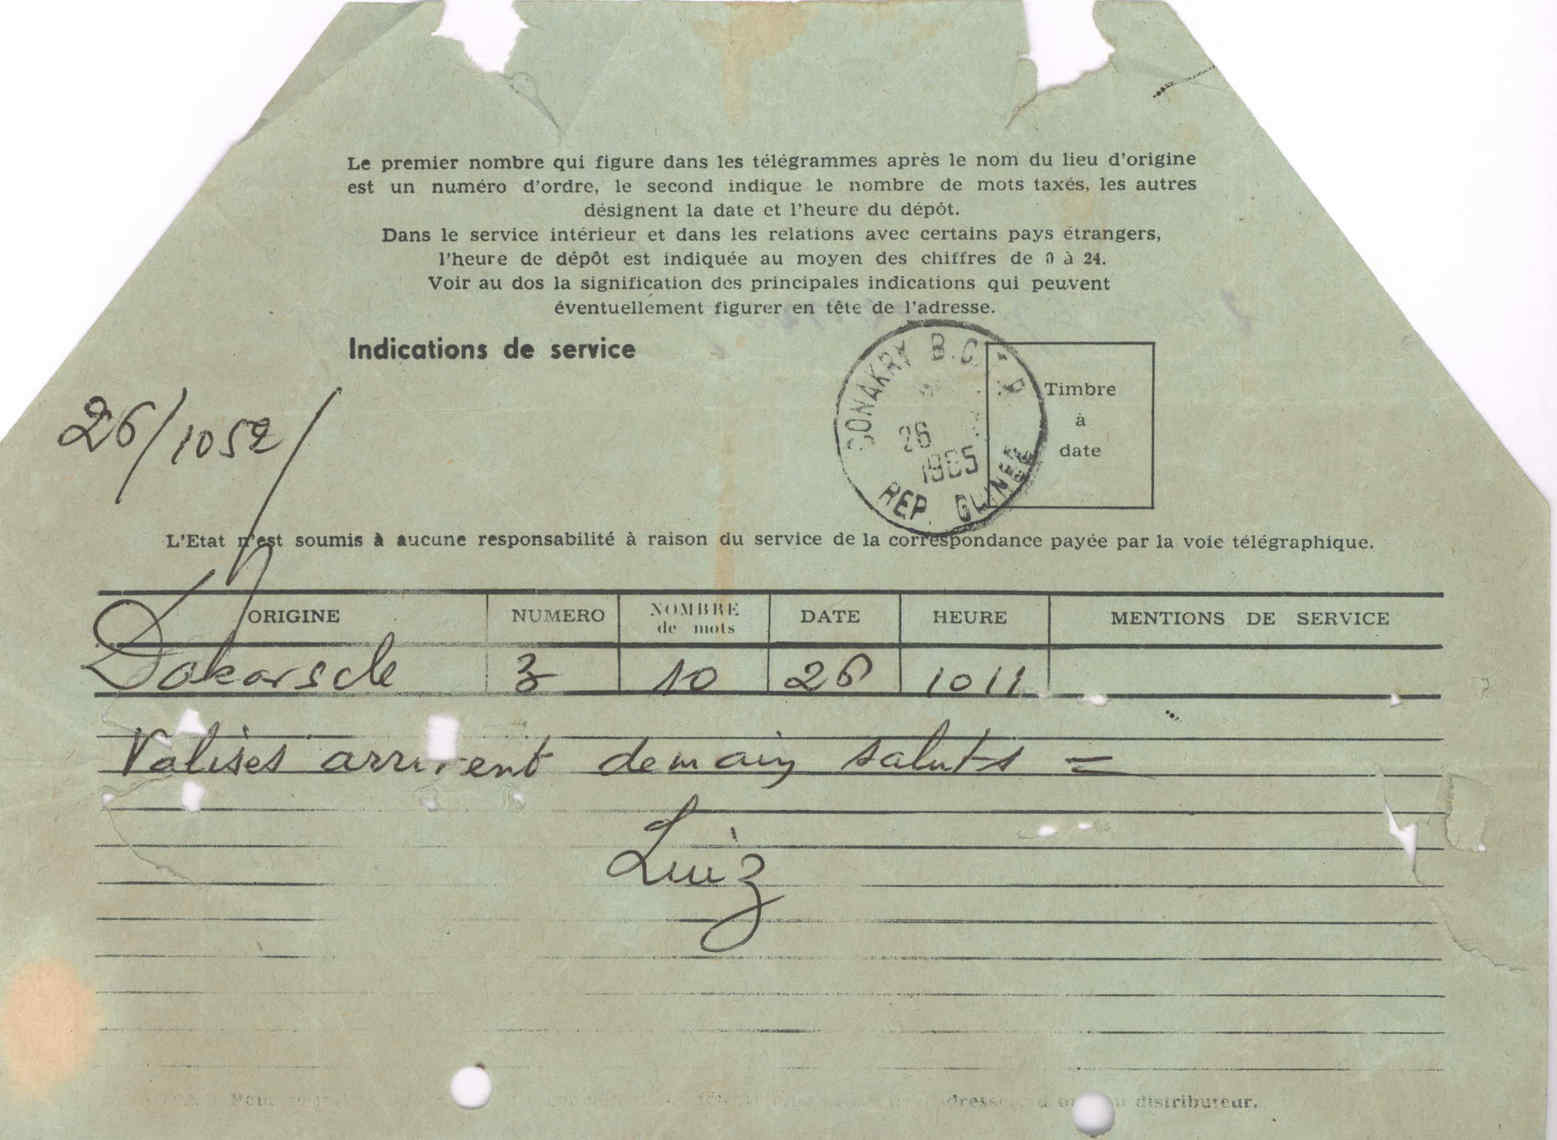 Le premier nombre qui figure dans les télégrammes après le nom du lieu d'origine
est un numéro d'ordre, le second indique le nombre de mots taxés, les autres
désignent la date et l'heure du dépôt.
Dans le service intérieur et dans les relations avec certains pays étrangers,
l'heure de dépôt est indiquée au moyen des chiffres de 0 à 24.
Voir au dos la signification des principales indications qui peuvent
éventuellement figurer en tête de l'adresse.
Indications de service
CONAKRY
26
1965
REP. GUINEE
Timbre
à
date
26/1052/
L'Etat n'est soumis à aucune responsabilité à raison du service de la correspondance payée par la voie télégraphique.
ORIGINE NUMERO NOMBRE de mots DATE HEURE MENTIONS DE SERVICE
Dakarscle 3 10 26 1011
Valises arrivent demain saluts =
Luiz
distributeur.